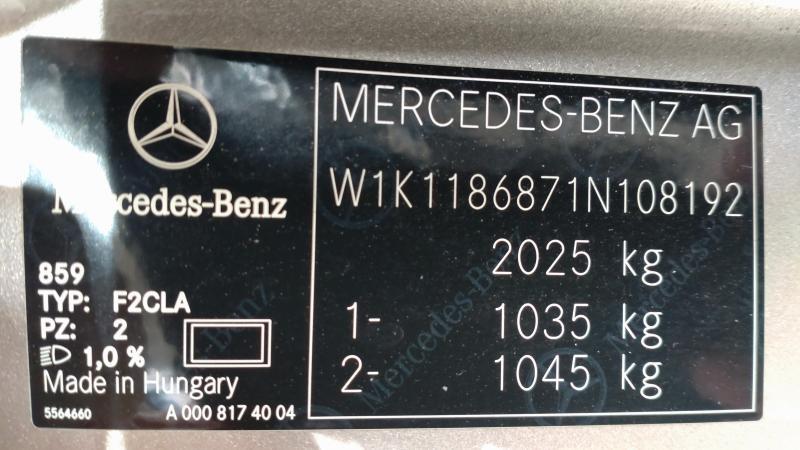 Mercedes-Benz
859
TYP: F2CLA
PZ: 2
1,0 %
Made in Hungary
5564660 A 000 817 40 04
MERCEDES-BENZ AG
W1K1186871N108192
2025 kg
1- 1035 kg
2- 1045 kg